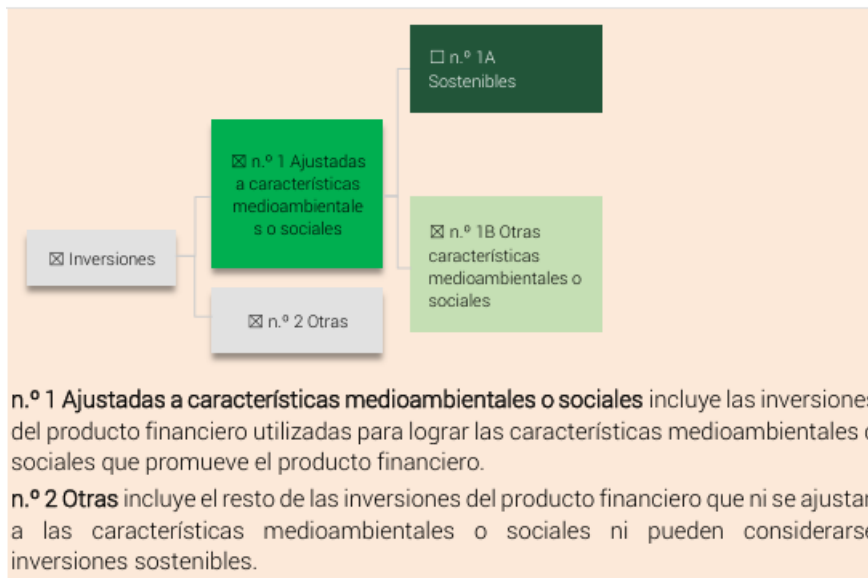 ☐ n.º 1A
Sostenibles
☒ n.º 1 Ajustadas
a características
medioambientale
s o sociales
☒ n.º 1B Otras
características
medioambientales o
sociales
☒ Inversiones
☒ n.º 2 Otras
n.º 1 Ajustadas a características medioambientales o sociales incluye las inversiones
del producto financiero utilizadas para lograr las características medioambientales o
sociales que promueve el producto financiero.
n.º 2 Otras incluye el resto de las inversiones del producto financiero que ni se ajustan
a las características medioambientales o sociales ni pueden considerarse
inversiones sostenibles.